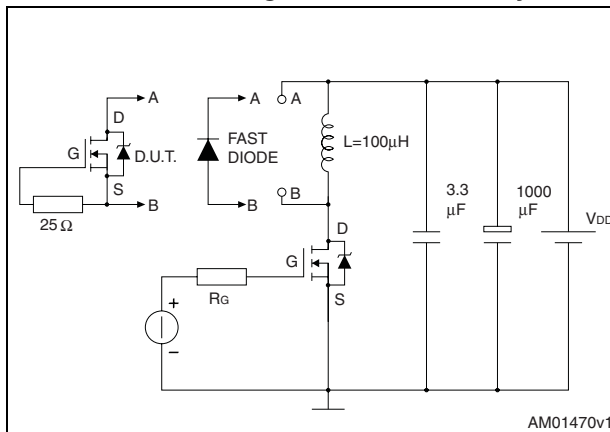 A
A
A
D
G
D.U.T.
FAST
DIODE
L=100µH
S
B
B
B
25 Ω
3.3
µF
1000
µF
VDD
D
G
S
RG
+
−
AM01470v1